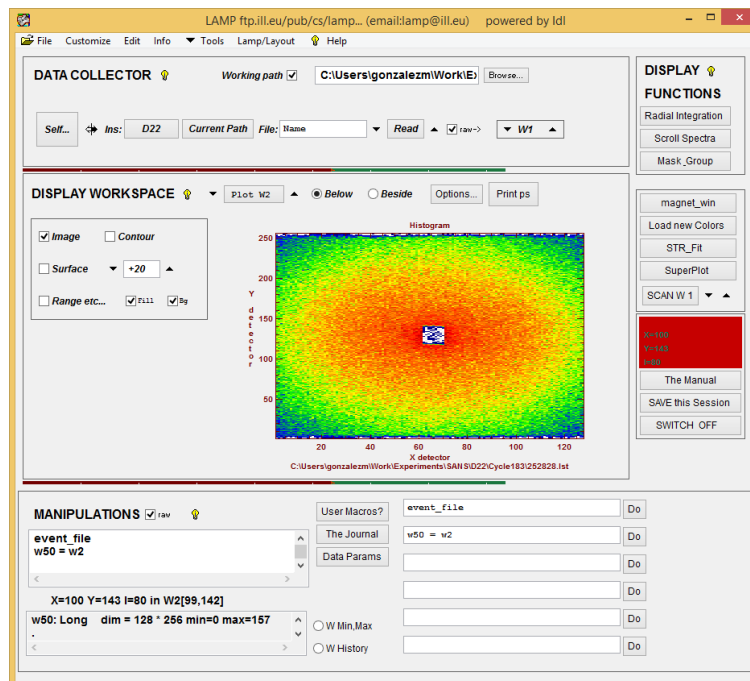 LAMP ftp.ill.eu/pub/cs/lamp... (email:lamp@ill.eu) powered by Idl
File Customize Edit Info Tools Lamp/Layout Help
DATA COLLECTOR
Working path
C:\Users\gonzalezm\Work\E
Browse...
Self... Ins: D22 Current Path File: Name Read raw-> W1
DISPLAY
FUNCTIONS
Radial Integration
Scroll Spectra
Mask_Group
DISPLAY WORKSPACE Plot W2 Below Beside Options... Print ps
Image Contour
Surface +20
Range etc... Fill Bg
Histogram
250
200
150
100
50
Y detector
20 40 60 80 100 120
X detector
C:\Users\gonzalezm\Work\Experiments\SANS\D22\Cycle183\252828.lst
magnet_win
Load new Colors
STR_Fit
SuperPlot
SCAN W 1
X=100
Y=143
I=80
The Manual
SAVE this Session
SWITCH OFF
MANIPULATIONS raw
event_file
w50 = w2
X=100 Y=143 I=80 in W2[99,142]
w50: Long dim = 128 * 256 min=0 max=157
.
User Macros?
The Journal
Data Params
W Min,Max
W History
event_file Do
w50 = w2 Do
Do
Do
Do
Do